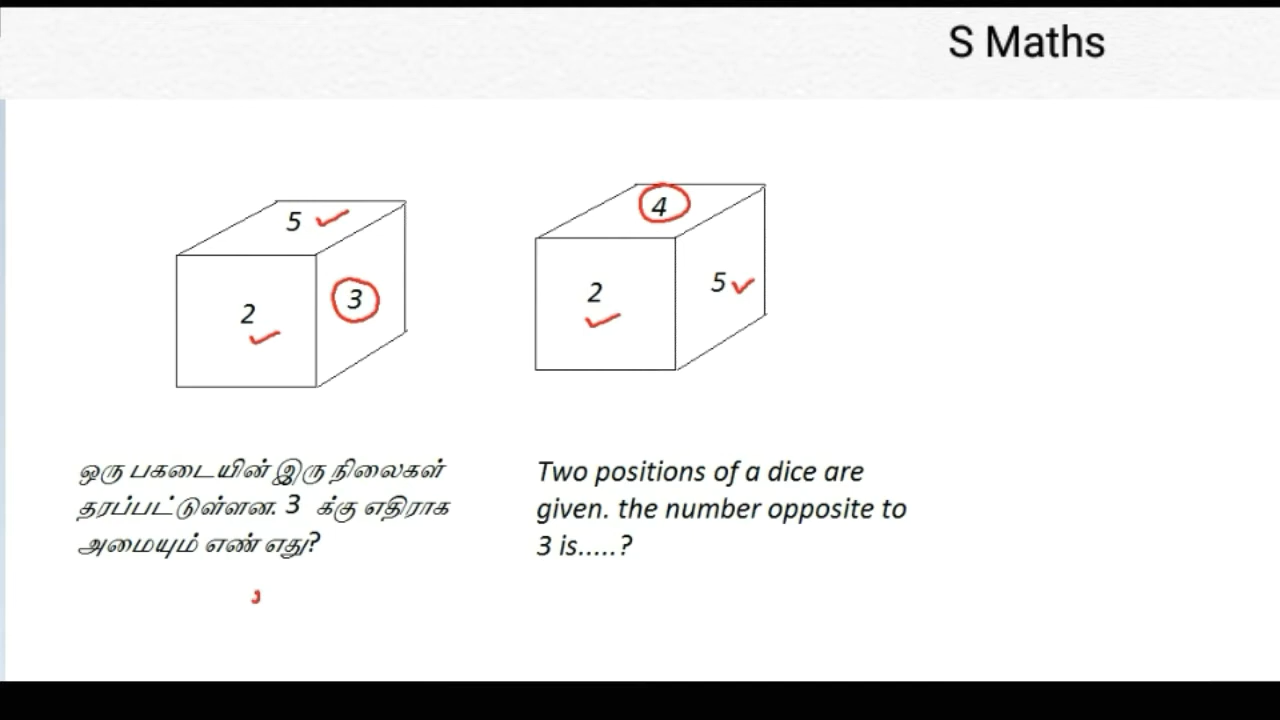 S Maths
5
2
3
4
2
5
ஒரு பகடையின் இரு நிலைகள்
தரப்பட்டுள்ளன. 3 க்கு எதிராக
அமையும் எண் எது?
Two positions of a dice are
given. the number opposite to
3 is.....?